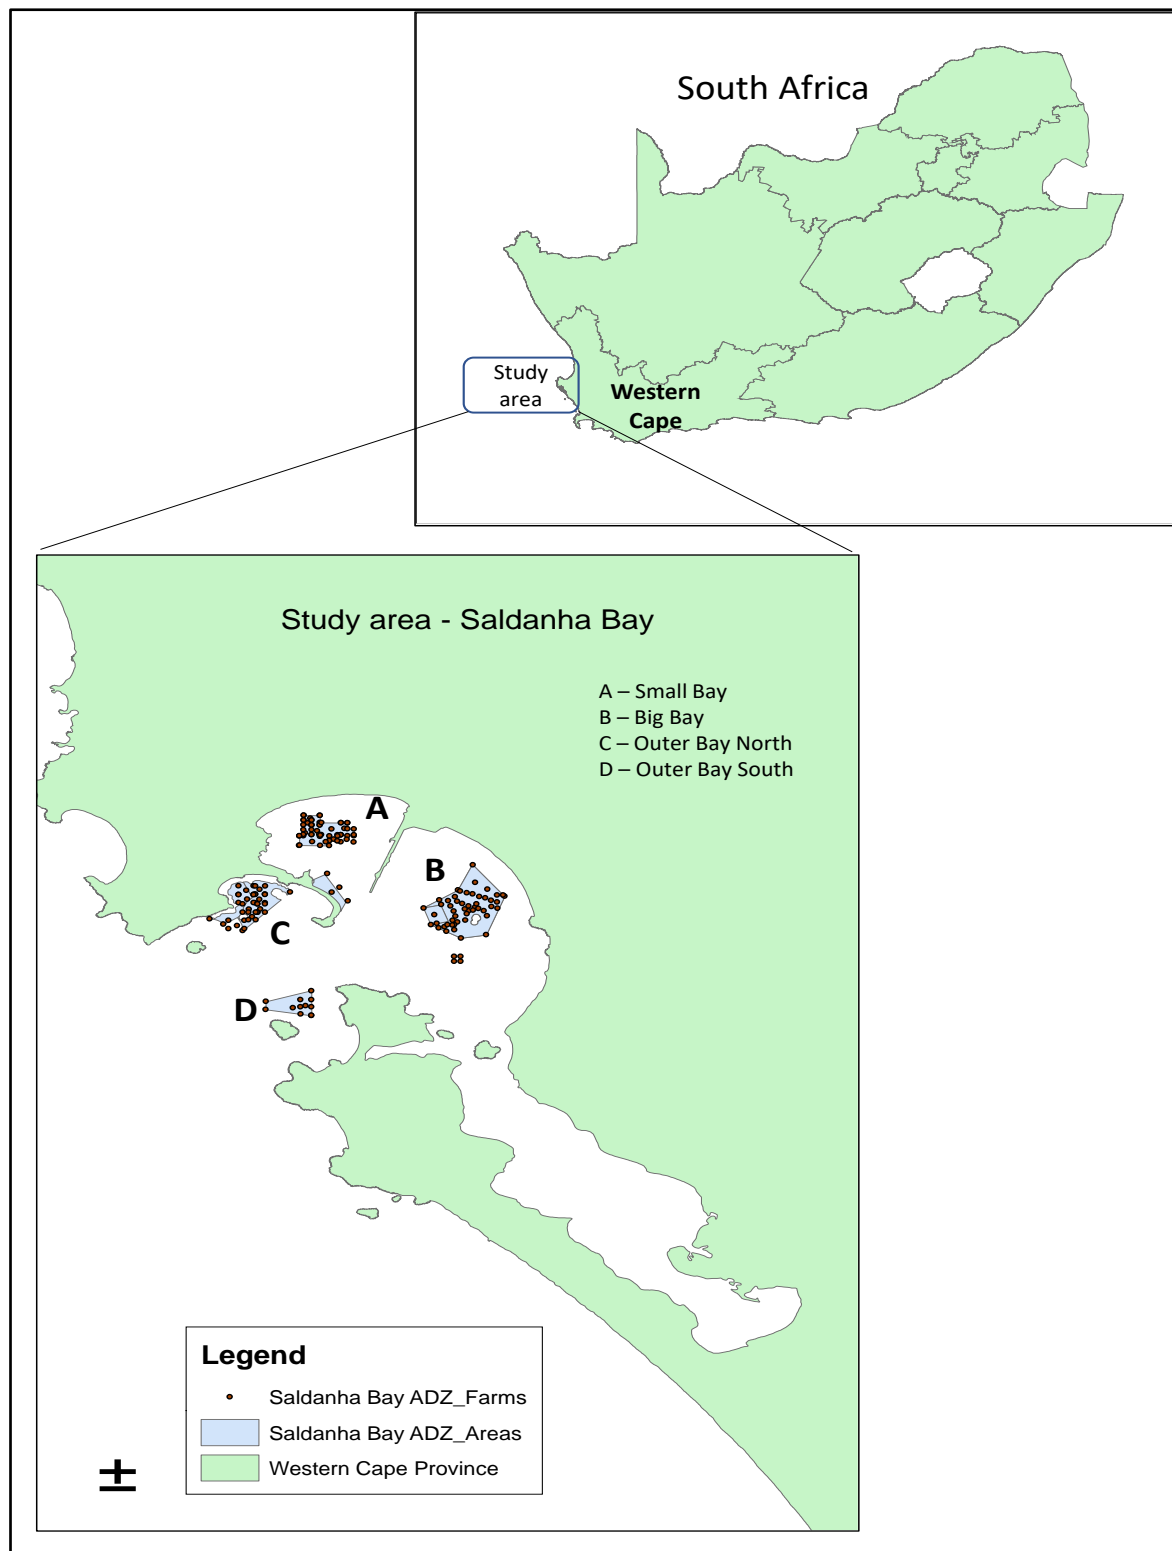 South Africa
Study
area
Western
Cape
Study area - Saldanha Bay
A – Small Bay
B – Big Bay
C – Outer Bay North
D – Outer Bay South
A
B
C
D
Legend
Saldanha Bay ADZ_Farms
Saldanha Bay ADZ_Areas
Western Cape Province
±